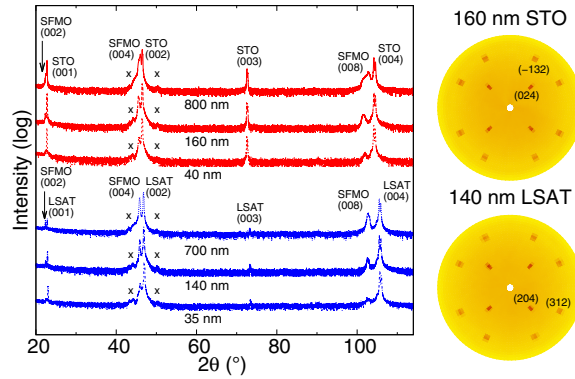 SFMO
(002)
STO
(001)
SFMO
(004)
STO
(002)
STO
(003)
SFMO
(008)
STO
(004)
x
x
800 nm
x
x
160 nm
x
x
40 nm
SFMO
(002)
LSAT
(001)
SFMO
(004)
LSAT
(002)
LSAT
(003)
SFMO
(008)
LSAT
(004)
x
x
700 nm
x
x
140 nm
x
x
35 nm
Intensity (log)
20 40 60 80 100
2θ (°)
160 nm STO
(-132)
(024)
140 nm LSAT
(204)
(312)